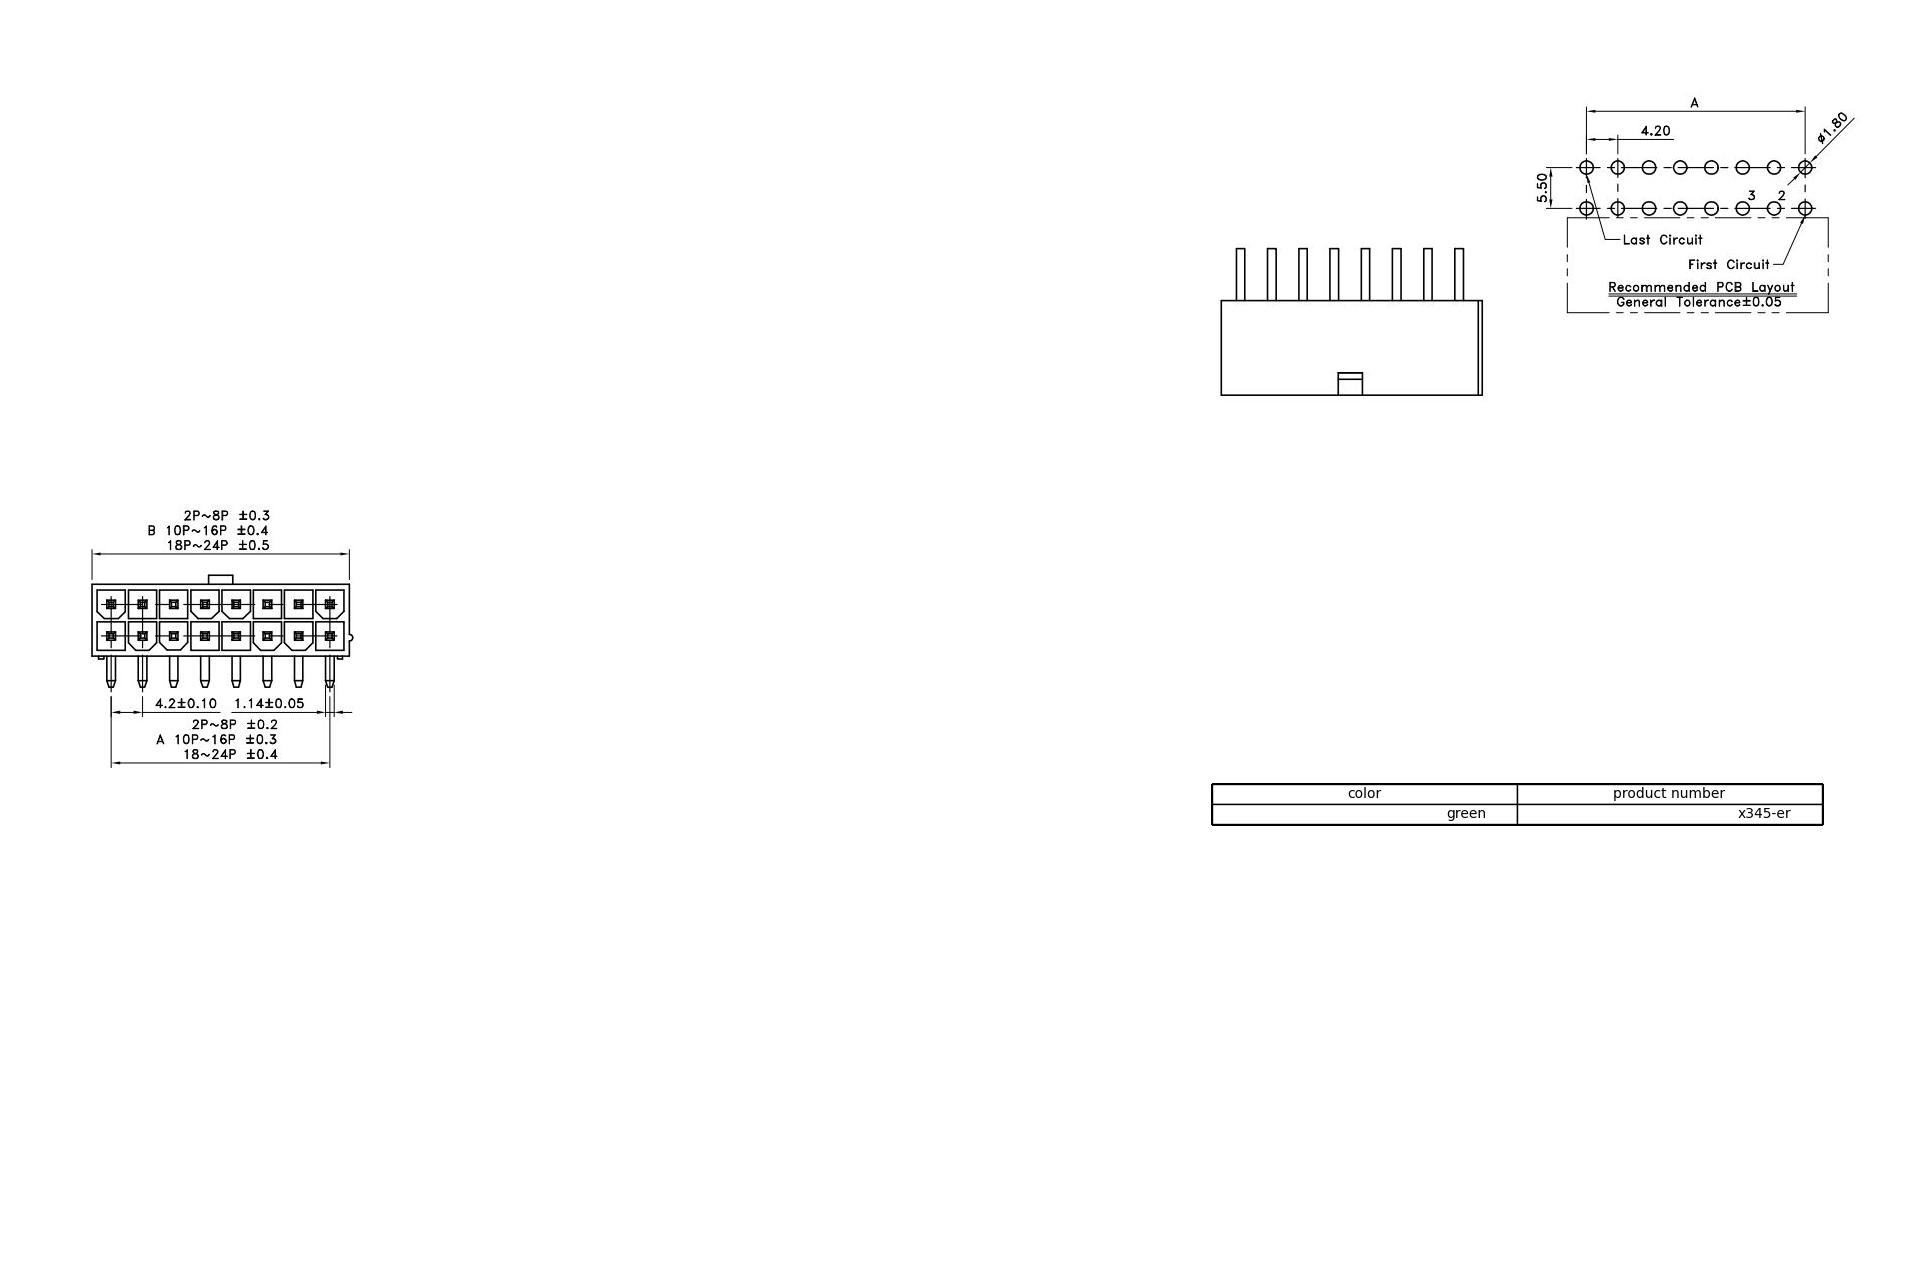 A
4.20
ø1.80
5.50
3 2
Last Circuit
First Circuit
Recommended PCB Layout
General Tolerance±0.05
2P~8P ±0.3
B 10P~16P ±0.4
18P~24P ±0.5
4.2±0.10 1.14±0.05
2P~8P ±0.2
A 10P~16P ±0.3
18~24P ±0.4
color product number
green x345-er